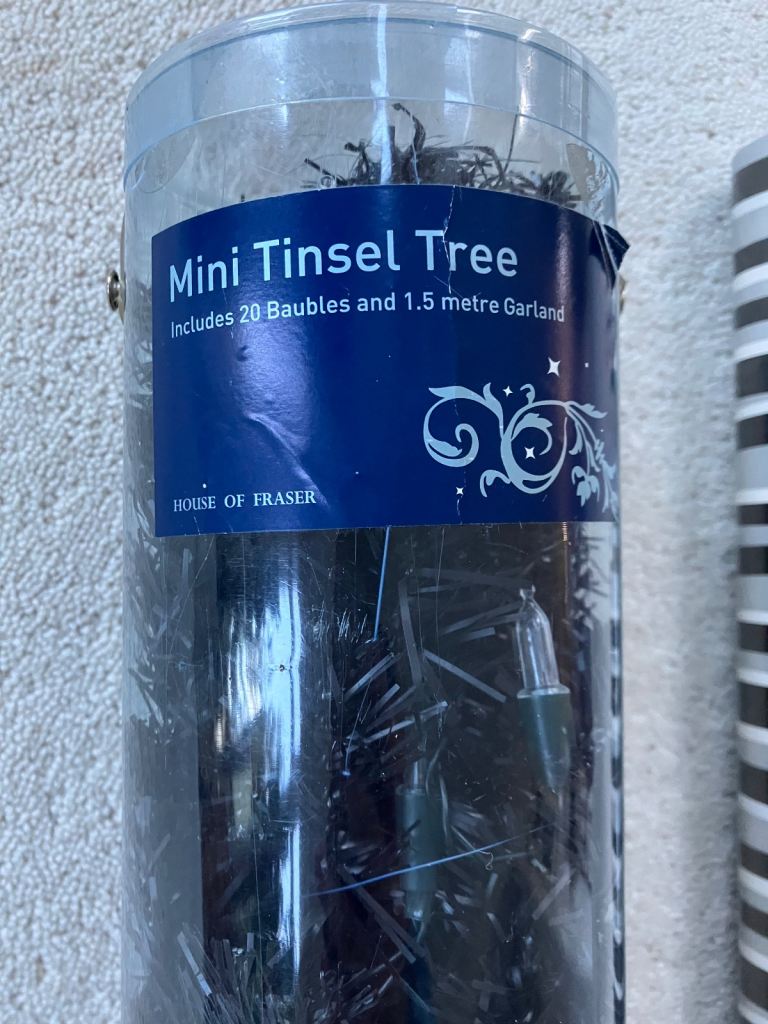 Mini Tinsel Tree
Includes 20 Baubles and 1.5 metre Garland
HOUSE OF FRASER